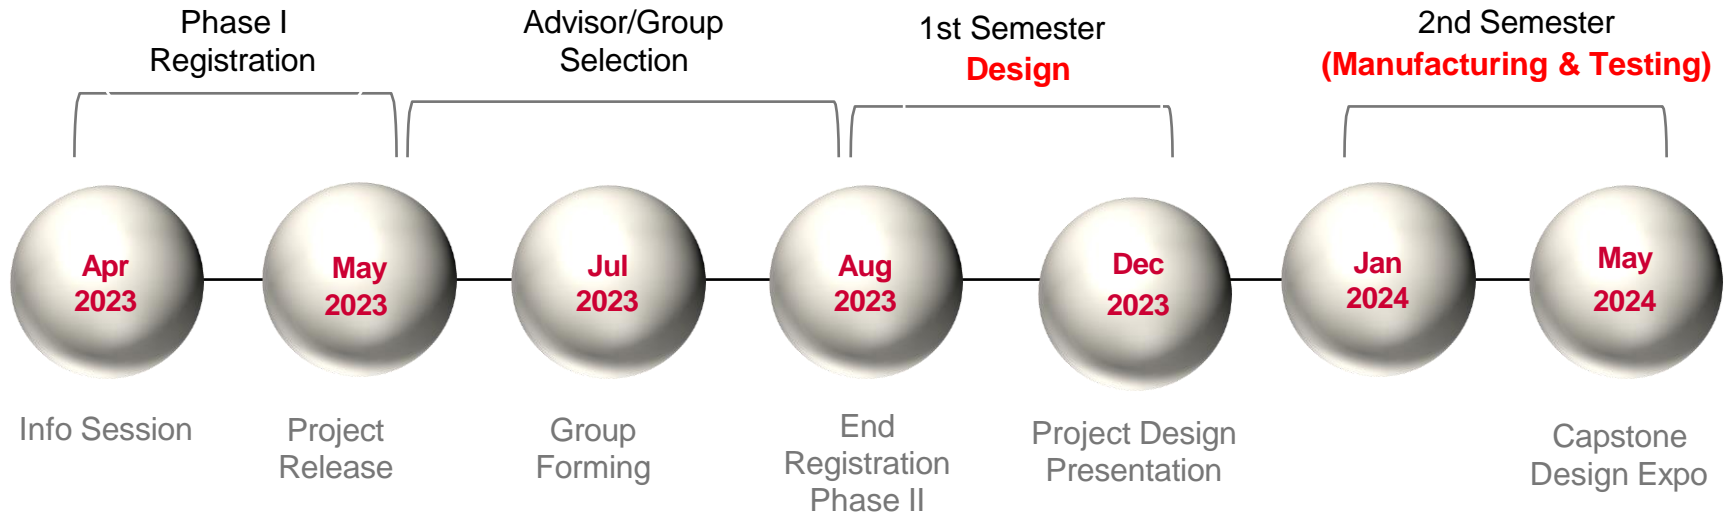 Phase I
Registration
Advisor/Group
Selection
1st Semester
Design
2nd Semester
(Manufacturing & Testing)
Apr
2023
May
2023
Jul
2023
Aug
2023
Dec
2023
Jan
2024
May
2024
Info Session
Project
Release
Group
Forming
End
Registration
Phase II
Project Design
Presentation
Capstone
Design Expo